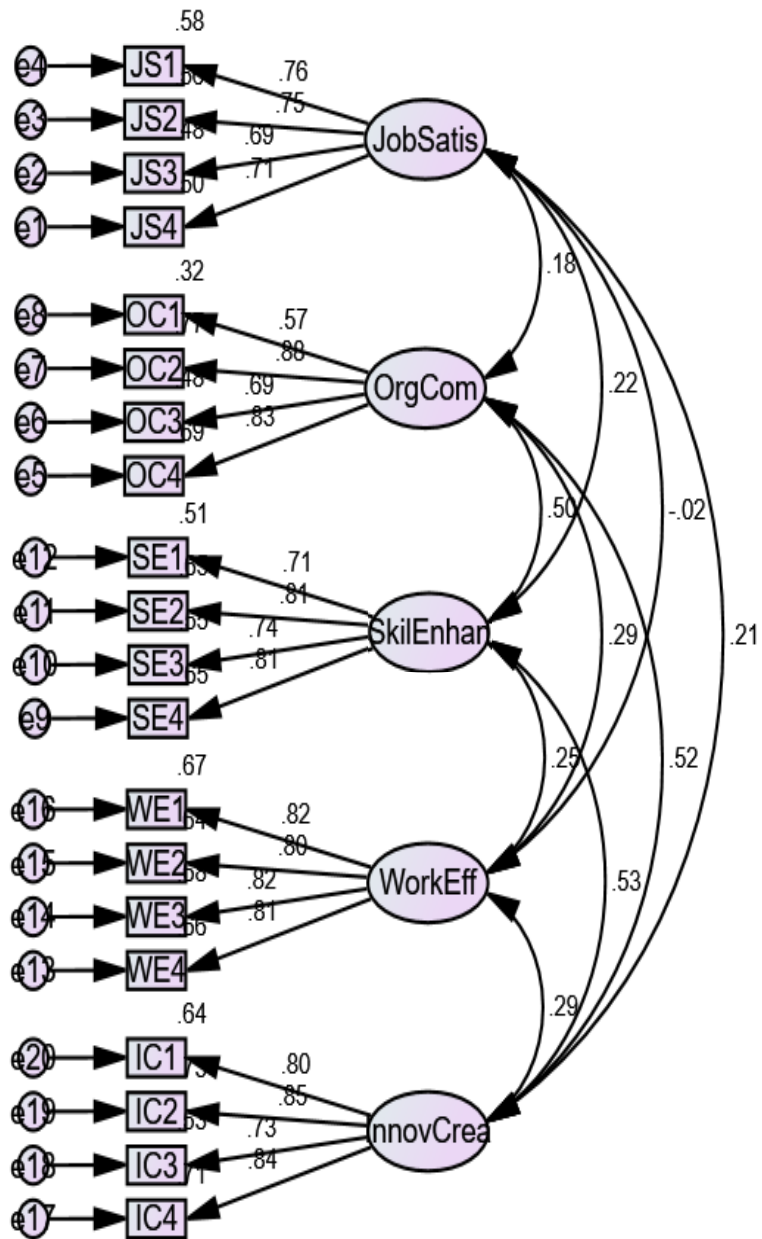 .58
e4 JS1 .76
e3 JS2 .75
e2 JS3 .69
e1 JS4 .71
JobSatis
.18
.32
e8 OC1 .57
e7 OC2 .88
e6 OC3 .69
e5 OC4 .83
OrgCom
.22
.50
-.02
.51
e12 SE1 .71
e11 SE2 .81
e10 SE3 .74
e9 SE4 .81
SkilEnhan
.29
.21
.25
.52
.67
e16 WE1 .82
e15 WE2 .80
e14 WE3 .82
e13 WE4 .81
WorkEff
.53
.29
.64
e20 IC1 .80
e19 IC2 .85
e18 IC3 .73
e17 IC4 .84
nnovCrea